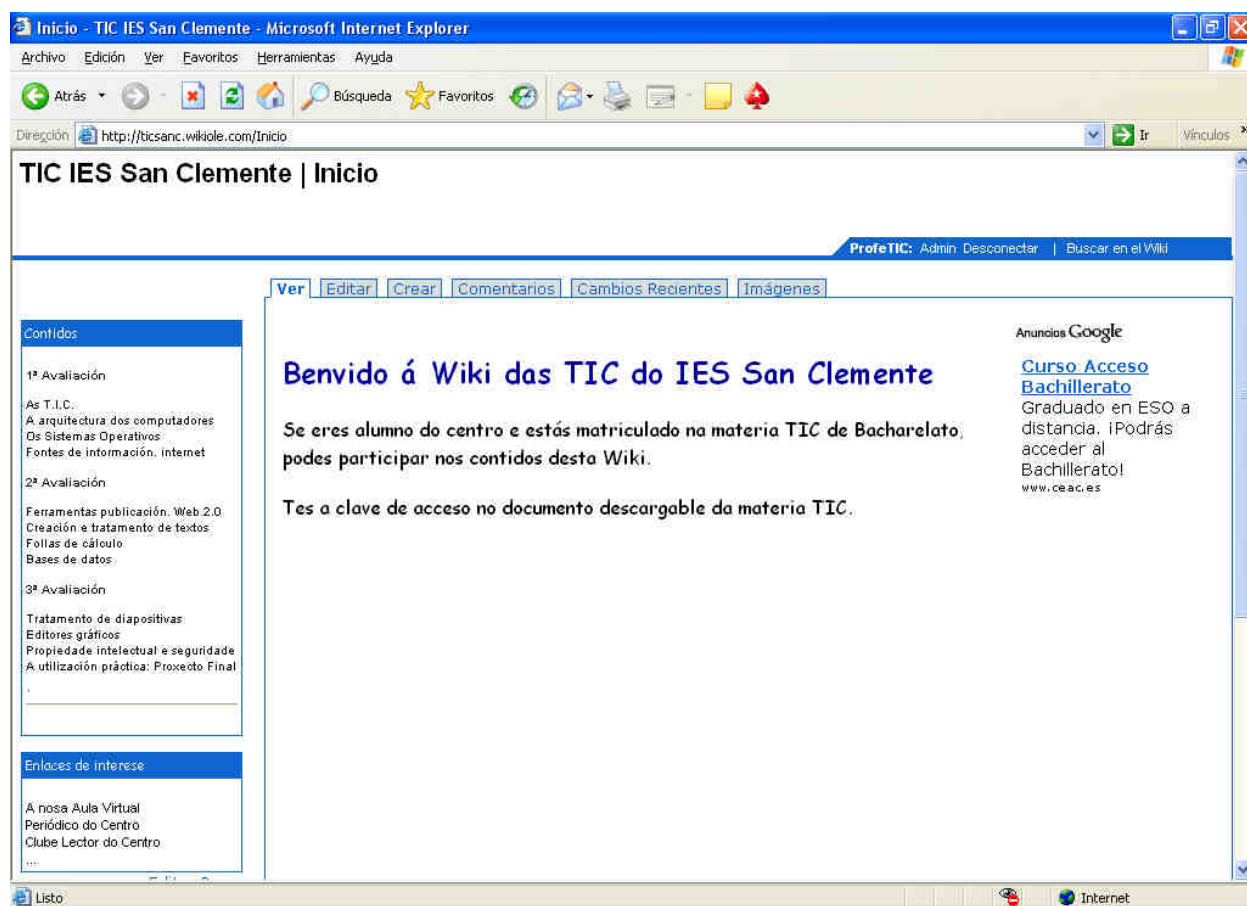 Inicio - TIC IES San Clemente - Microsoft Internet Explorer
Archivo Edición Ver Favoritos Herramientas Ayuda
Atrás Búsqueda Favoritos
Dirección http://ticsanc.wikiole.com/Inicio Ir Vínculos
TIC IES San Clemente | Inicio
ProfeTIC: Admin Desconectar | Buscar en el Wiki
Ver Editar Crear Comentarios Cambios Recientes Imágenes
Contidos
1ª Avaliación
As T.I.C.
A arquitectura dos computadores
Os Sistemas Operativos
Fontes de información. internet
2ª Avaliación
Ferramentas publicación. Web 2.0
Creación e tratamento de textos
Follas de cálculo
Bases de datos
3ª Avaliación
Tratamento de diapositivas
Editores gráficos
Propiedade intelectual e seguridade
A utilización práctica: Proxecto Final
.
Enlaces de interese
A nosa Aula Virtual
Periódico do Centro
Clube Lector do Centro
...
Benvido á Wiki das TIC do IES San Clemente
Se eres alumno do centro e estás matriculado na materia TIC de Bacharelato,
podes participar nos contidos desta Wiki.
Tes a clave de acceso no documento descargable da materia TIC.
Anuncios Google
Curso Acceso
Bachillerato
Graduado en ESO a
distancia. ¡Podrás
acceder al
Bachillerato!
www.ceac.es
Listo Internet